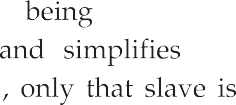 being
and simplifies
, only that slave is